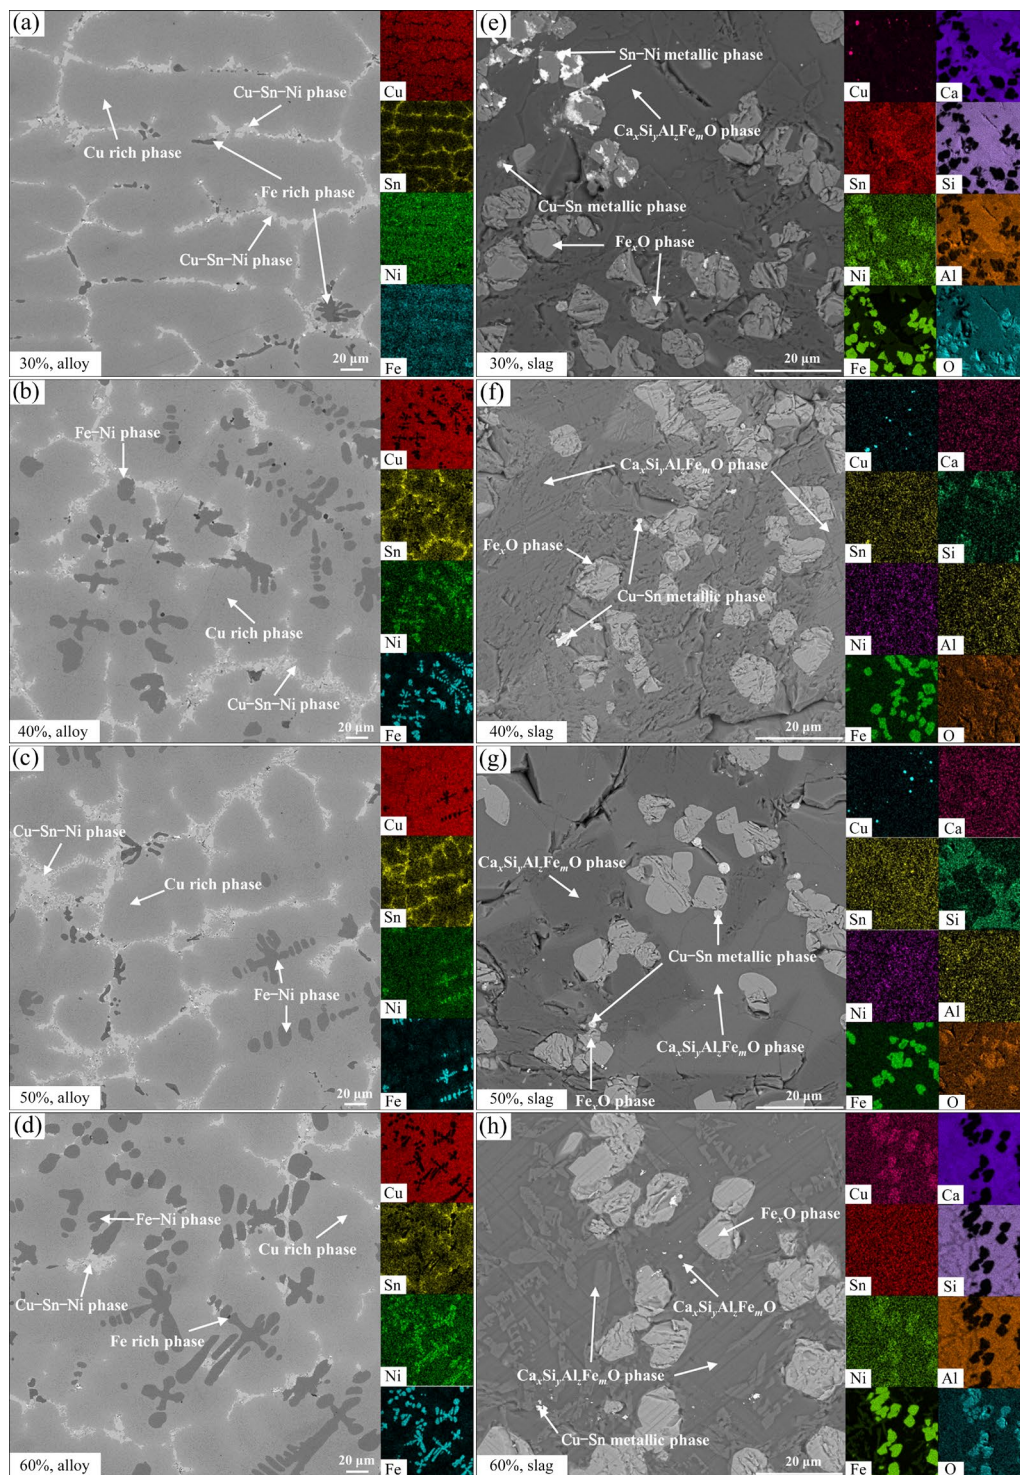 (a)
Cu-Sn-Ni phase
Cu rich phase
Fe rich phase
Cu-Sn-Ni phase
30%, alloy
20 μm
Cu
Sn
Ni
Fe
(e)
Sn-Ni metallic phase
CaxSiyAlzFemO phase
Cu-Sn metallic phase
FexO phase
30%, slag
20 μm
Cu
Ca
Sn
Si
Ni
Al
Fe
O
(b)
Fe-Ni phase
Cu rich phase
Cu-Sn-Ni phase
40%, alloy
20 μm
Cu
Sn
Ni
Fe
(f)
CaxSiyAlzFemO phase
FexO phase
Cu-Sn metallic phase
40%, slag
20 μm
Cu
Ca
Sn
Si
Ni
Al
Fe
O
(c)
Cu-Sn-Ni phase
Cu rich phase
Fe-Ni phase
50%, alloy
20 μm
Cu
Sn
Ni
Fe
(g)
CaxSiyAlzFemO phase
Cu-Sn metallic phase
CaxSiyAlzFemO phase
FexO phase
50%, slag
20 μm
Cu
Ca
Sn
Si
Ni
Al
Fe
O
(d)
Fe-Ni phase
Cu rich phase
Cu-Sn-Ni phase
Fe rich phase
60%, alloy
20 μm
Cu
Sn
Ni
Fe
(h)
FexO phase
CaxSiyAlzFemO
CaxSiyAlzFemO phase
Cu-Sn metallic phase
60%, slag
20 μm
Cu
Ca
Sn
Si
Ni
Al
Fe
O